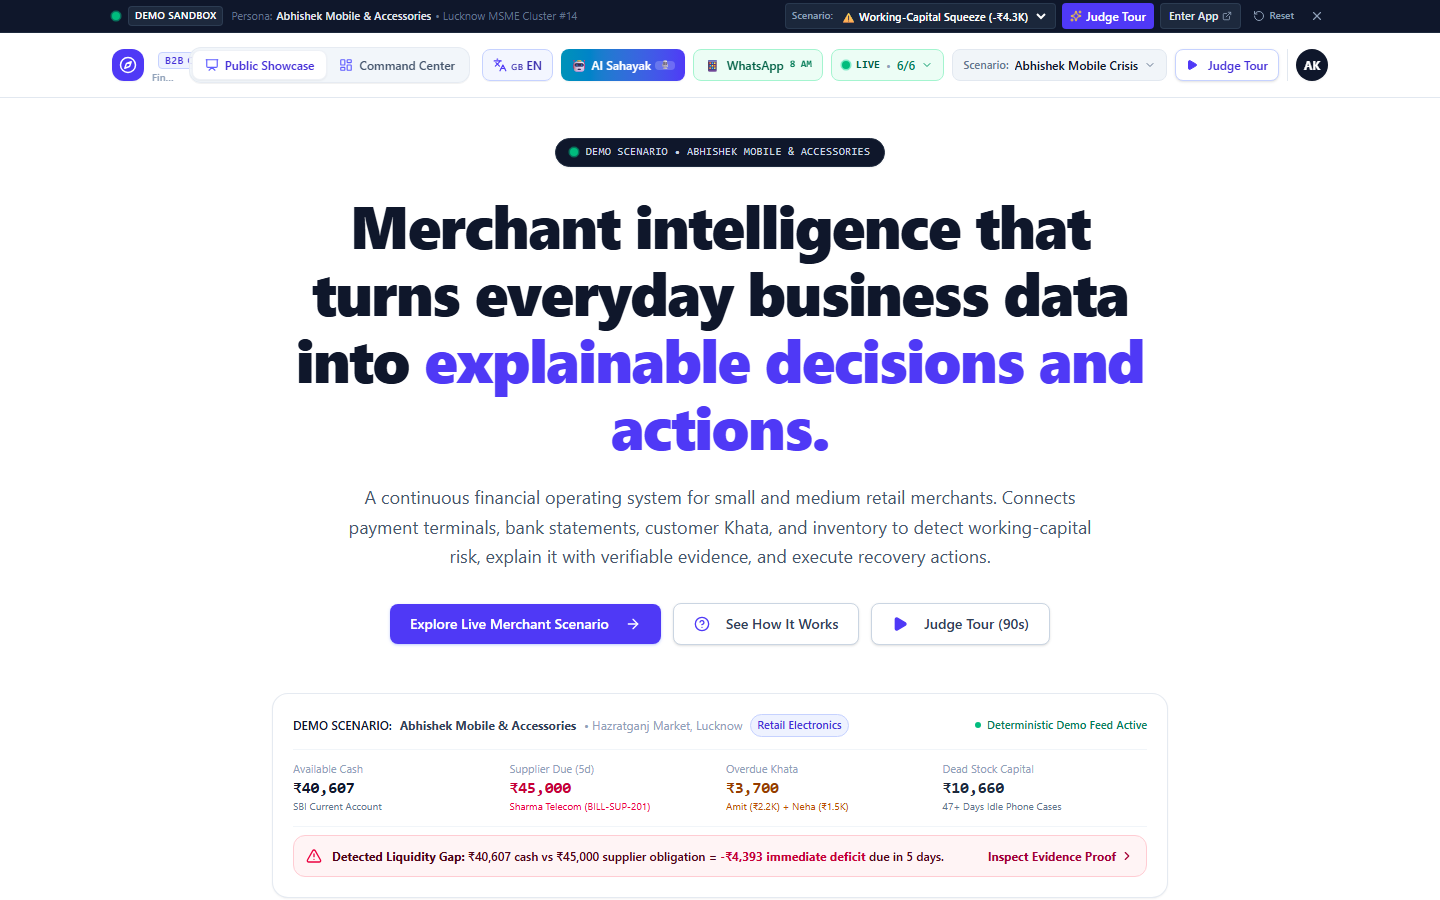 DEMO SANDBOX Persona: Abhishek Mobile & Accessories • Lucknow MSME Cluster #14 Scenario: Working-Capital Squeeze (-₹4.3K) Judge Tour Enter App Reset
B2B
Fin...
Public Showcase Command Center GB EN AI Sahayak WhatsApp 8 AM LIVE • 6/6 Scenario: Abhishek Mobile Crisis Judge Tour AK
DEMO SCENARIO • ABHISHEK MOBILE & ACCESSORIES
Merchant intelligence that
turns everyday business data
into explainable decisions and
actions.
A continuous financial operating system for small and medium retail merchants. Connects
payment terminals, bank statements, customer Khata, and inventory to detect working-capital
risk, explain it with verifiable evidence, and execute recovery actions.
Explore Live Merchant Scenario See How It Works Judge Tour (90s)
DEMO SCENARIO: Abhishek Mobile & Accessories • Hazratganj Market, Lucknow Retail Electronics Deterministic Demo Feed Active
Available Cash Supplier Due (5d) Overdue Khata Dead Stock Capital
₹40,607 ₹45,000 ₹3,700 ₹10,660
SBI Current Account Sharma Telecom (BILL-SUP-201) Amit (₹2.2K) + Neha (₹1.5K) 47+ Days Idle Phone Cases
Detected Liquidity Gap: ₹40,607 cash vs ₹45,000 supplier obligation = -₹4,393 immediate deficit due in 5 days. Inspect Evidence Proof